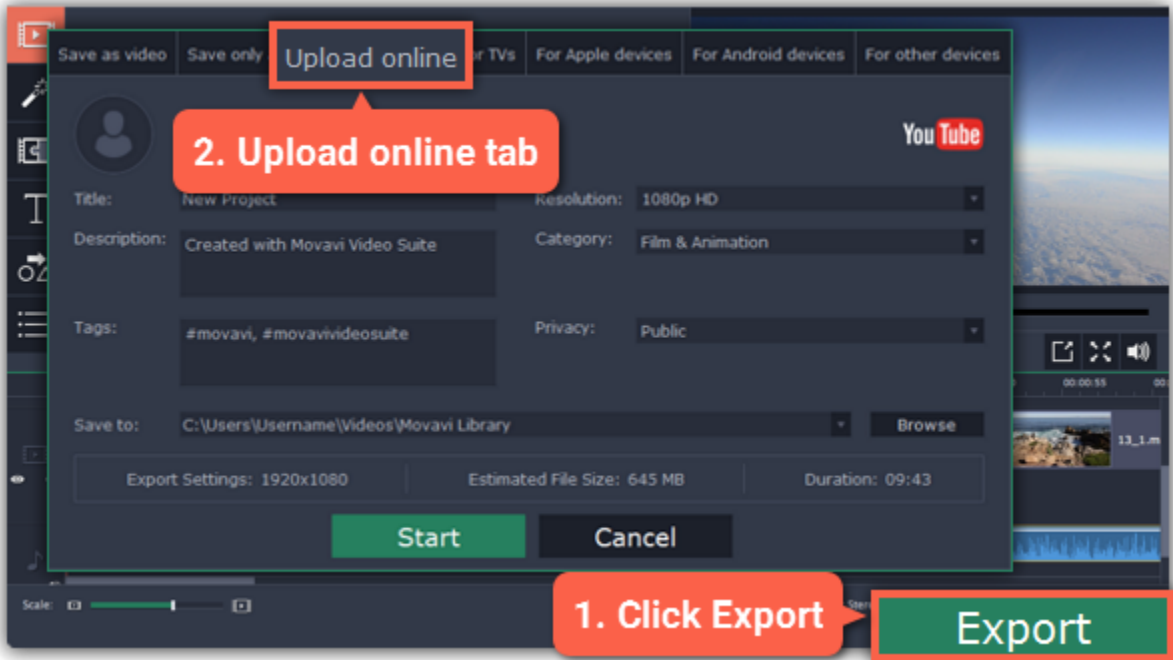 Save as video
Save only
Upload online
or TVs
For Apple devices
For Android devices
For other devices
2. Upload online tab
YouTube
Title:
New Project
Resolution:
1080p HD
Description:
Created with Movavi Video Suite
Category:
Film & Animation
Tags:
#movavi, #movavivideosuite
Privacy:
Public
00:00:55
00:
Save to:
C:\Users\Username\Videos\Movavi Library
Browse
13_1.m
Export Settings: 1920x1080
Estimated File Size: 645 MB
Duration: 09:43
Start
Cancel
Scale:
1. Click Export
Export